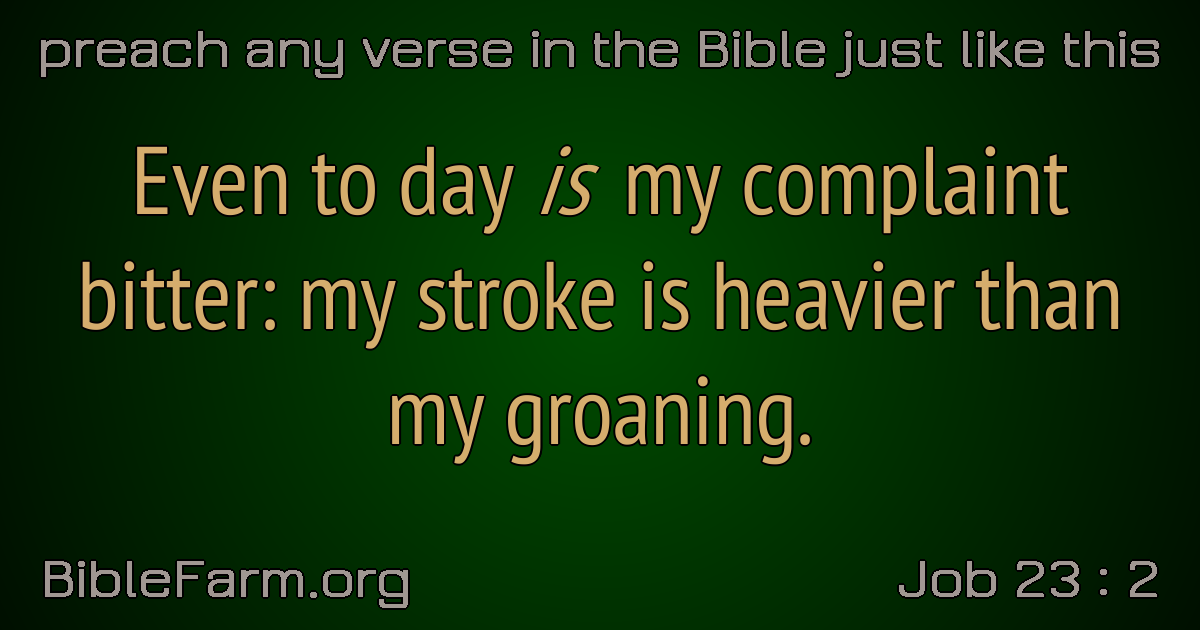 preach any verse in the Bible just like this
Even to day is my complaint
bitter: my stroke is heavier than
my groaning.
BibleFarm.org
Job 23 : 2